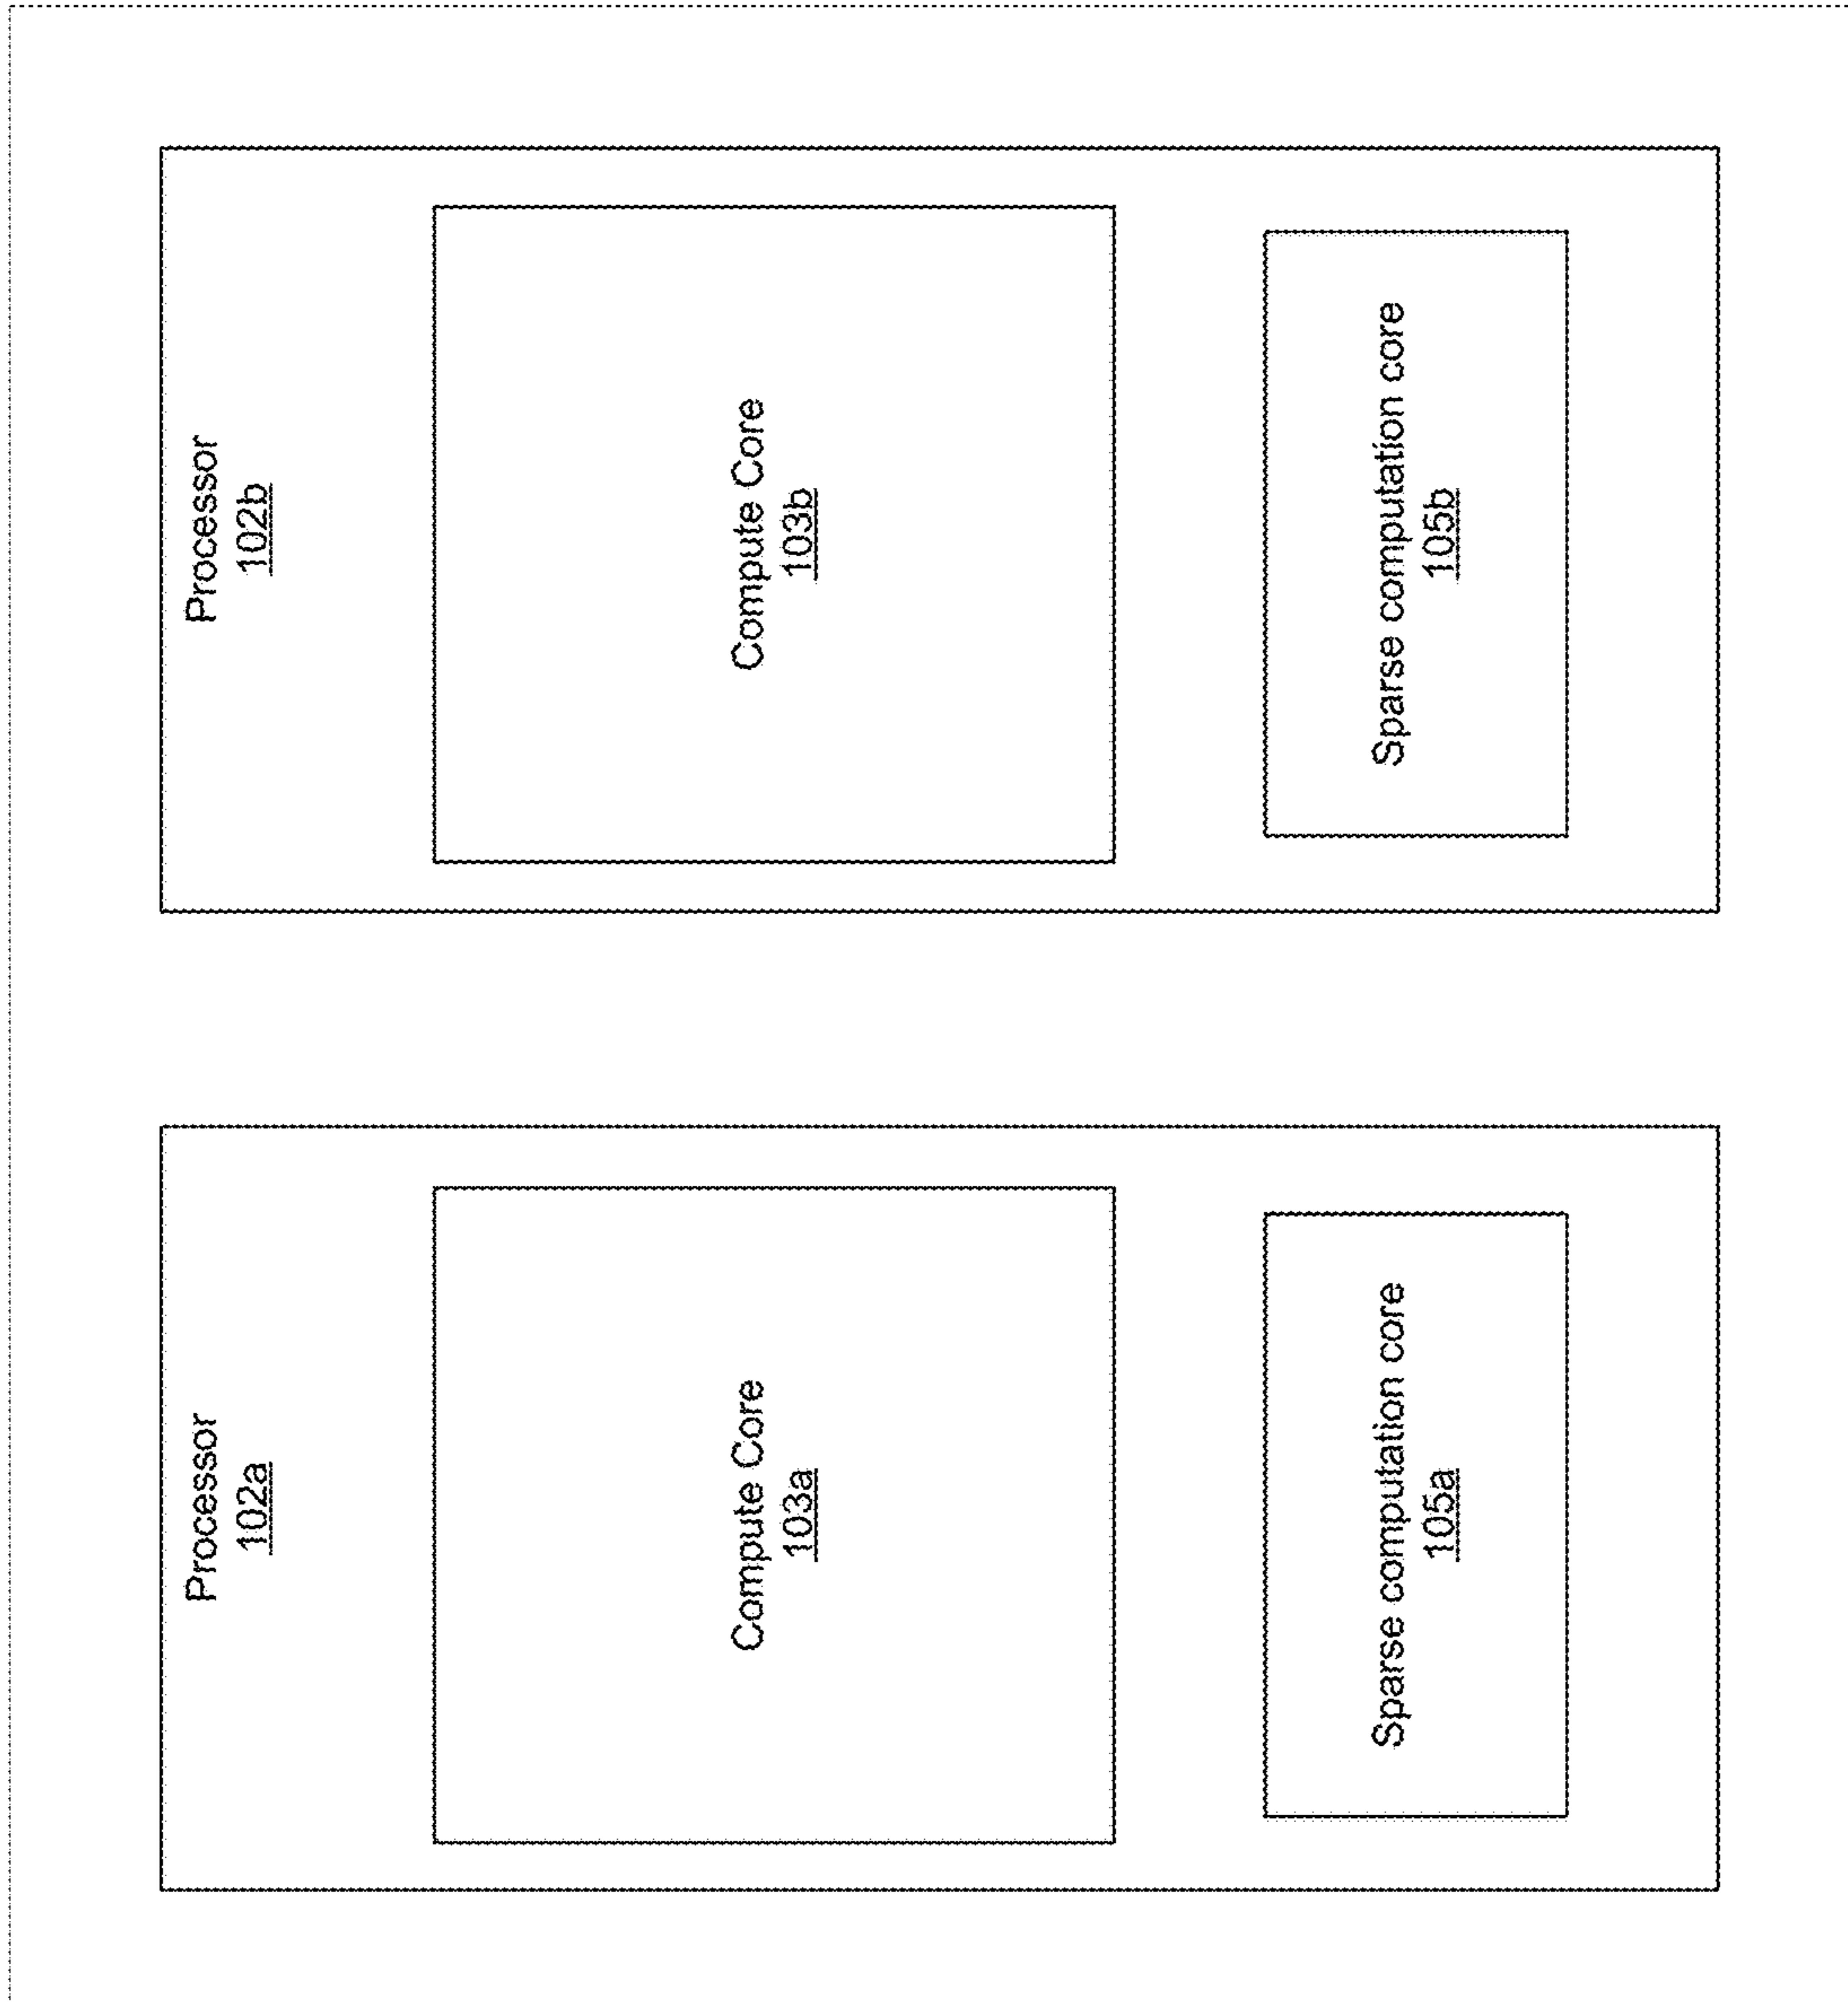 Processor
102a
Compute Core
103a
Sparse computation core
105a
Processor
102b
Compute Core
103b
Sparse computation core
105b